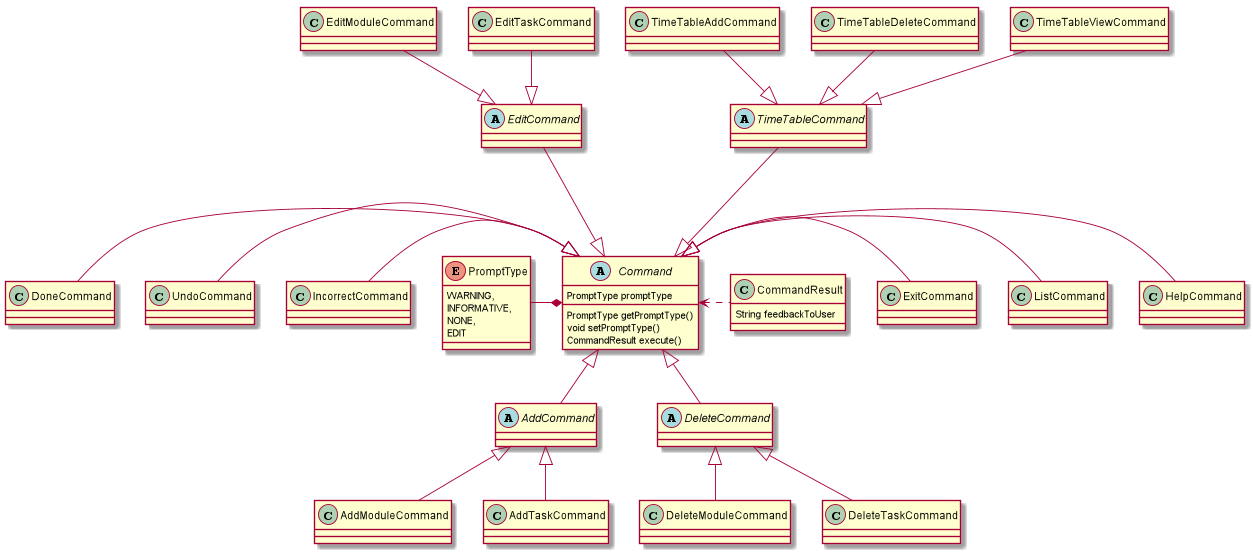 C EditModuleCommand
C EditTaskCommand
C TimeTableAddCommand
C TimeTableDeleteCommand
C TimeTableViewCommand
A EditCommand
A TimeTableCommand
C DoneCommand
C UndoCommand
C IncorrectCommand
E PromptType
WARNING,
INFORMATIVE,
NONE,
EDIT
A Command
PromptType promptType
PromptType getPromptType()
void setPromptType()
CommandResult execute()
C CommandResult
String feedbackToUser
C ExitCommand
C ListCommand
C HelpCommand
A AddCommand
A DeleteCommand
C AddModuleCommand
C AddTaskCommand
C DeleteModuleCommand
C DeleteTaskCommand